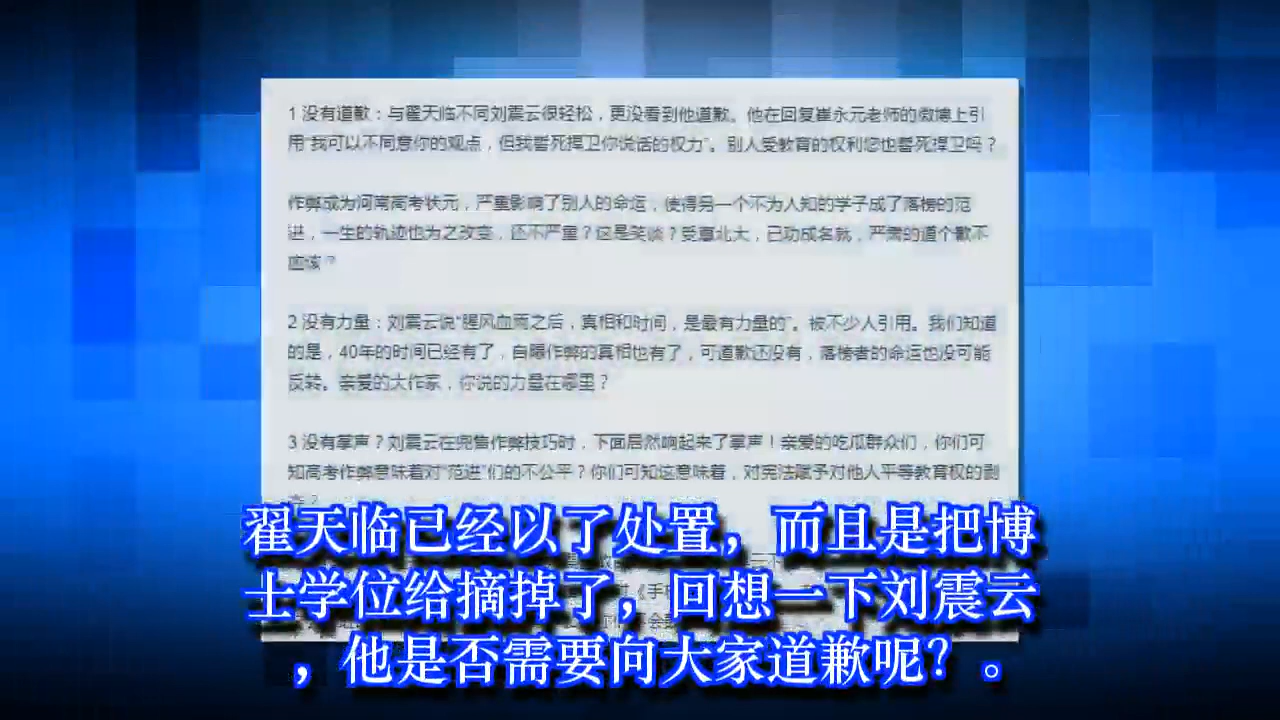 1 没有道歉：与翟天临不同刘震云很轻松，更没看到他道歉。他在回复崔永元老师的微博上引
用“我可以不同意你的观点，但我誓死捍卫你说话的权力”。别人受教育的权利您也誓死捍卫吗？
作弊成为河南高考状元，严重影响了别人的命运，使得另一个不为人知的学子成了落榜的范
进，一生的轨迹也为之改变，还不严重？这是笑谈？受惠北大，已功成名就，严肃的道个歉不
应该？
2 没有力量：刘震云说“腥风血雨之后，真相和时间，是最有力量的”。被不少人引用。我们知道
的是，40年的时间已经有了，自曝作弊的真相也有了，可道歉还没有，落榜者的命运也没可能
反转。亲爱的大作家，你说的力量在哪里？
3 没有掌声？刘震云在兜售作弊技巧时，下面居然响起来了掌声！亲爱的吃瓜群众们，你们可
知高考作弊意味着对“范进”们的不公平？你们可知这意味着，对宪法赋予对他人平等教育权的剥
翟天临已经以了处置，而且是把博
士学位给摘掉了，回想一下刘震云
，他是否需要向大家道歉呢？。